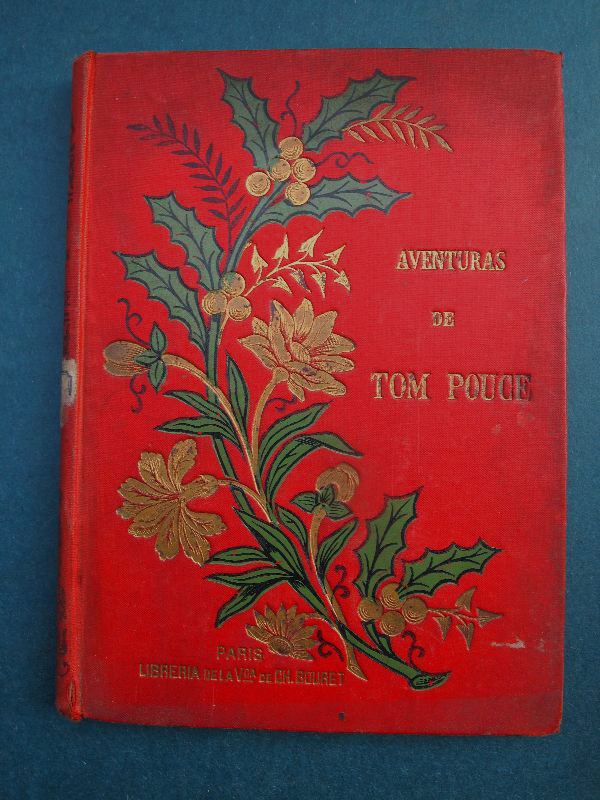 AVENTURAS
DE
TOM POUCE
PARIS
LIBRERIA DE LA VDA DE CH. BOURET